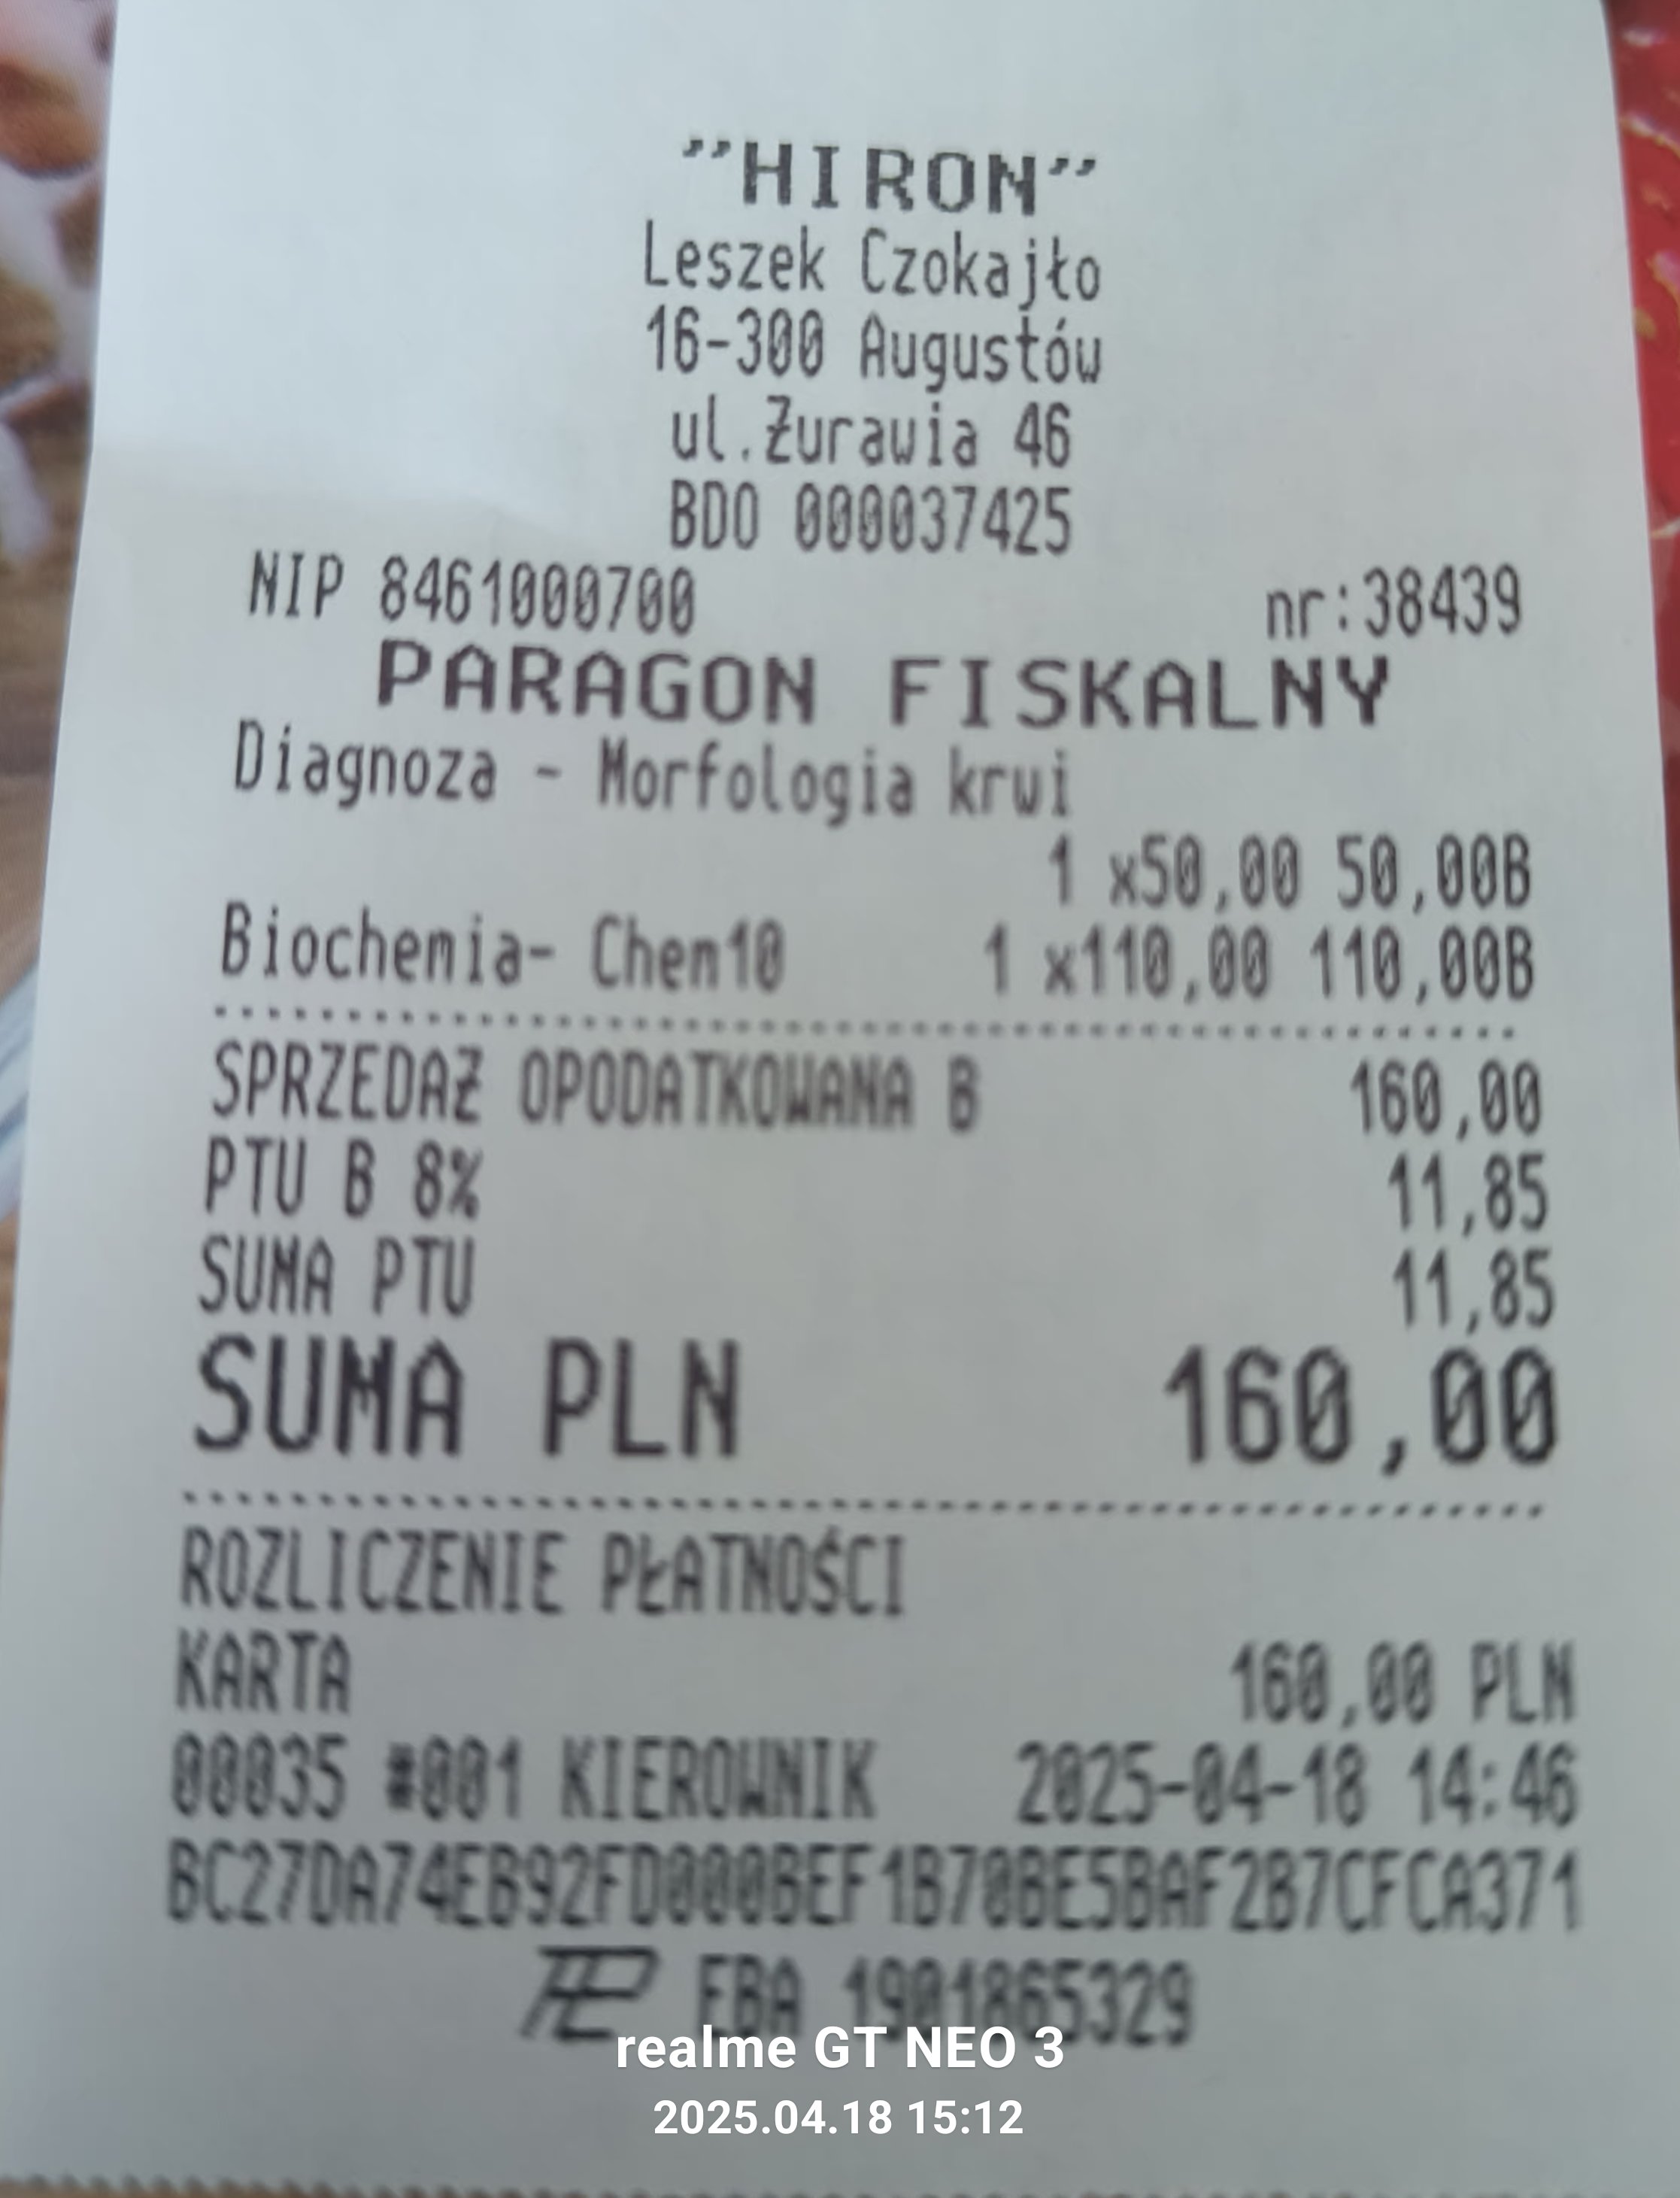 "HIRON"
Leszek Czokajło
16-300 Augustów
ul.Żurawia 46
BDO 000037425
NIP 8461000700 nr:38439
PARAGON FISKALNY
Diagnoza - Morfologia krwi
1 x50,00 50,00B
Biochemia- Chem10 1 x110,00 110,00B
SPRZEDAŻ OPODATKOWANA B 160,00
PTU B 8% 11,85
SUMA PTU 11,85
SUMA PLN 160,00
ROZLICZENIE PŁATNOŚCI
KARTA 160,00 PLN
00035 #001 KIEROWNIK 2025-04-18 14:46
BC27DA74EB92FD000BEF1B70BE5BAF2B7CFCA371
EBA 1901865329
realme GT NEO 3
2025.04.18 15:12